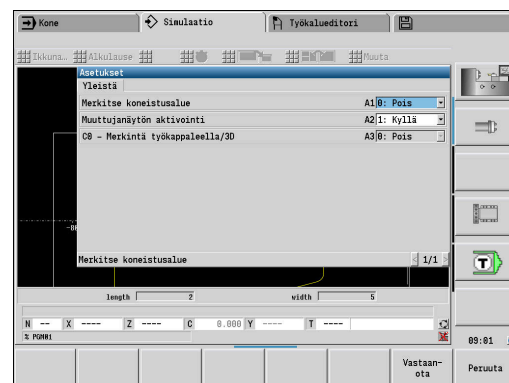 Kone Simulaatio Työkalueditori
Ikkuna… Alkulause Muuta
Asetukset
Yleistä
Merkitse koneistusalue A1 0: Pois
Muuttujanäytön aktivointi A2 1: Kyllä
C0 – Merkintä työkappaleella/3D A3 0: Pois
Merkitse koneistusalue 1/1
length 2 width 5
N -- X ---- Z ---- C 0.000 Y ---- T ----
% PGM01
09:01
Vastaan-
ota
Peruuta